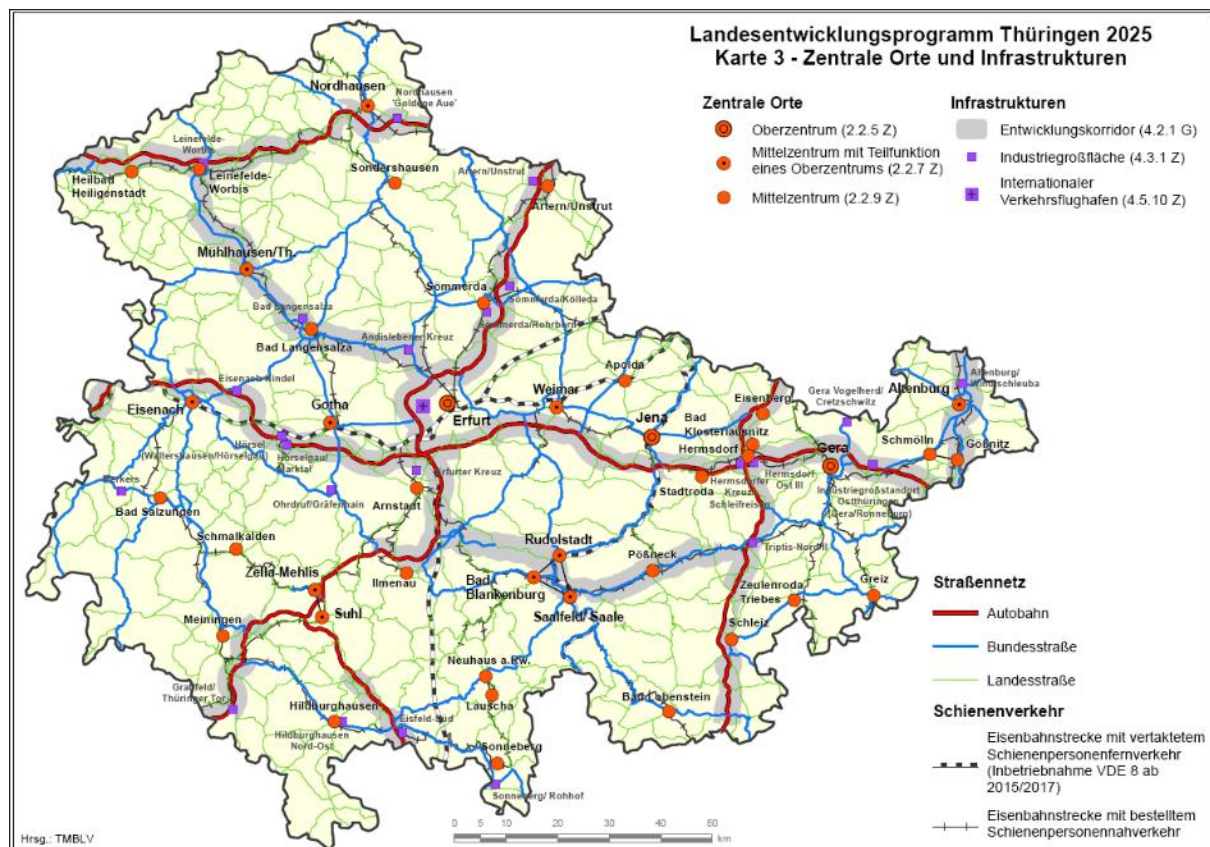 Landesentwicklungsprogramm Thüringen 2025
Karte 3 - Zentrale Orte und Infrastrukturen
Zentrale Orte
Oberzentrum (2.2.5 Z)
Mittelzentrum mit Teilfunktion
eines Oberzentrums (2.2.7 Z)
Mittelzentrum (2.2.9 Z)
Infrastrukturen
Entwicklungskorridor (4.2.1 G)
Industriegroßfläche (4.3.1 Z)
Internationaler
Verkehrsflughafen (4.5.10 Z)
Nordhausen
Nordhausen
'Goldene Aue'
Leinefelde-
Worbis
Heilbad
Heiligenstadt
Leinefelde-
Worbis
Sondershausen
Artern/Unstrut
Artern/Unstrut
Mühlhausen/Th.
Sömmerda
Sömmerda/Kölleda
Bad Langensalza
Sömmerda/Rohrborn
Bad Langensalza
Andislebener Kreuz
Apolda
Eisenach-Kindel
Weimar
Eisenach
Gotha
Erfurt
Jena
Bad
Klosterlausnitz
Eisenberg
Gera Vogelherd/
Cretzschwitz
Altenburg
Altenburg/
Windischleuba
Hermsdorf
Gera
Schmölln
Gößnitz
Hörsel
(Waltershausen/Hörselgau)
Hörselgau/
Marktal
Erfurter Kreuz
Stadtroda
Hermsdorfer
Kreuz/
Schleifreisen
Hermsdorf
Ost III
Industriegroßstandort
Ostthüringen
(Gera/Ronneburg)
Merkers
Bad Salzungen
Ohrdruf/Gräfenhain
Arnstadt
Schmalkalden
Rudolstadt
Triptis-Nord II
Zella-Mehlis
Ilmenau
Bad
Blankenburg
Pößneck
Zeulenroda
Triebes
Greiz
Suhl
Saalfeld/ Saale
Meiningen
Schleiz
Neuhaus a.Rw.
Grabfeld/
Thüringer Tor
Lauscha
Bad Lobenstein
Hildburghausen
Hildburghausen
Nord-Ost
Eisfeld-Süd
Sonneberg
Sonneberg/ Rohhof
Straßennetz
Autobahn
Bundesstraße
Landesstraße
Schienenverkehr
Eisenbahnstrecke mit vertaktetem
Schienenpersonenfernverkehr
(Inbetriebnahme VDE 8 ab
2015/2017)
Eisenbahnstrecke mit bestelltem
Schienenpersonennahverkehr
0 10 20 30 40 50
km
Hrsg.: TMBLV